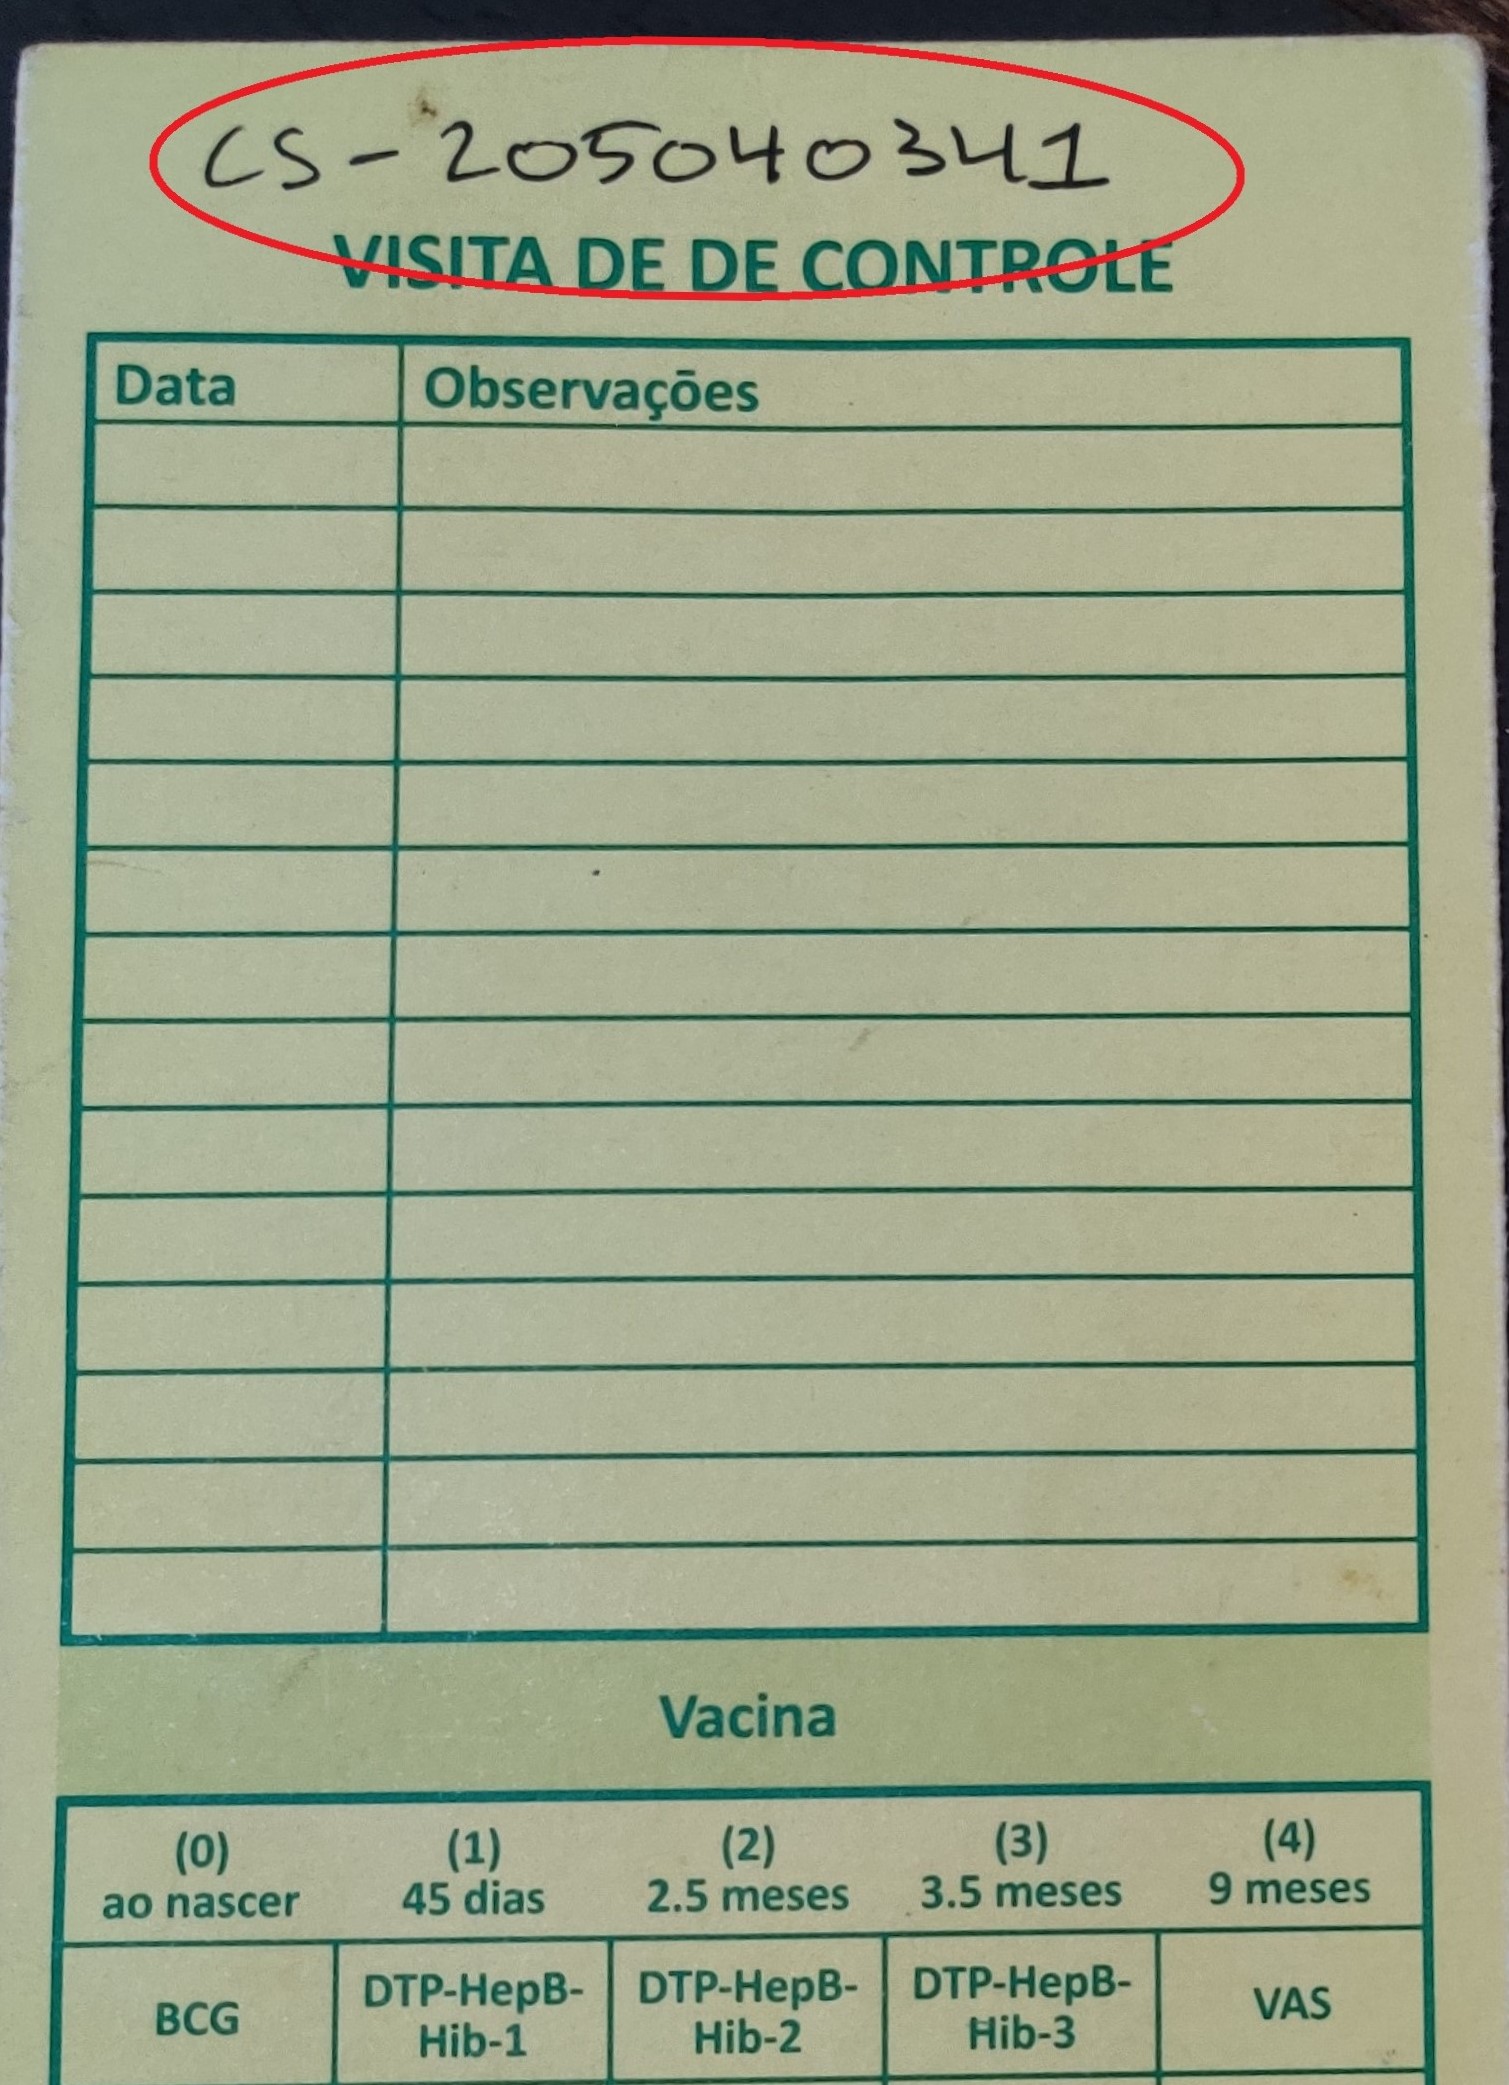 CS-205040341
VISITA DE DE CONTROLE
Data Observações
Vacina
(0) (1) (2) (3) (4)
ao nascer 45 dias 2.5 meses 3.5 meses 9 meses
BCG DTP-HepB-Hib-1 DTP-HepB-Hib-2 DTP-HepB-Hib-3 VAS